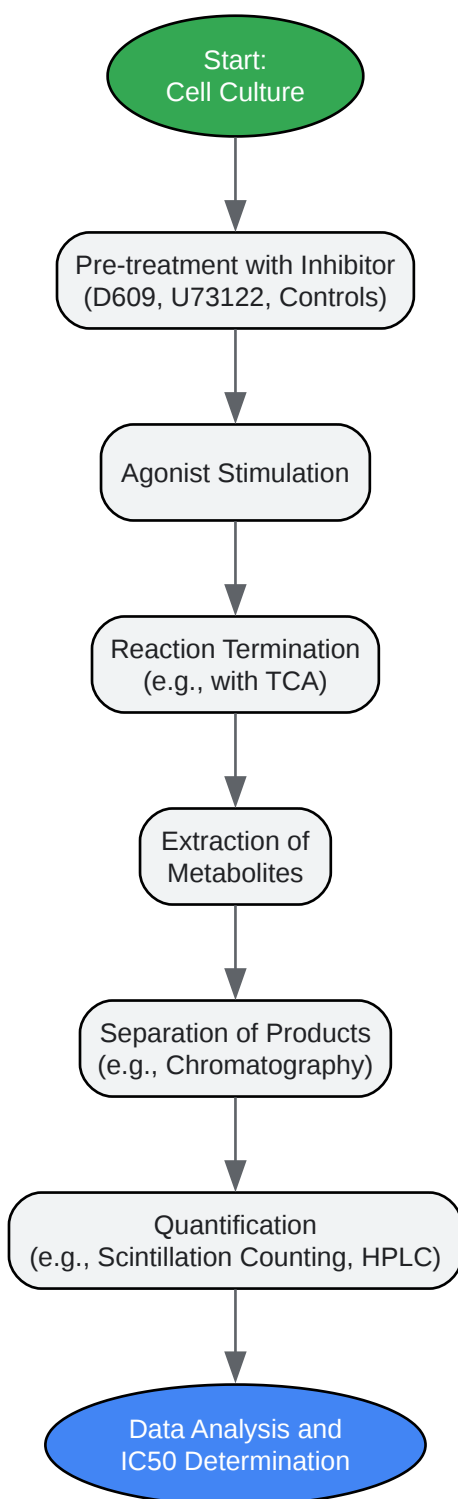 Start:
Cell Culture
Pre-treatment with Inhibitor
(D609, U73122, Controls)
Agonist Stimulation
Reaction Termination
(e.g., with TCA)
Extraction of
Metabolites
Separation of Products
(e.g., Chromatography)
Quantification
(e.g., Scintillation Counting, HPLC)
Data Analysis and
IC50 Determination